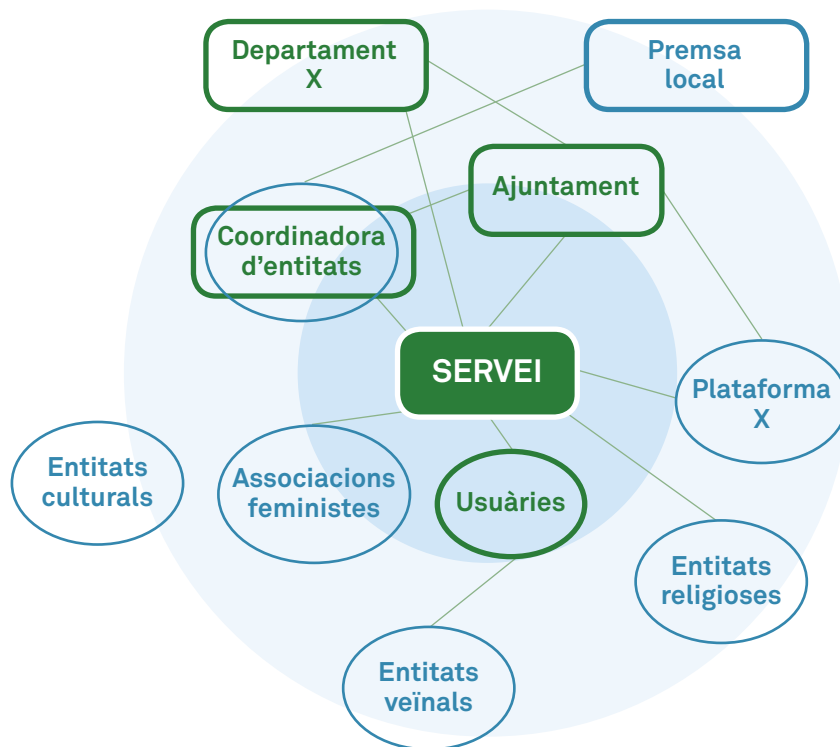 Departament
X
Premsa
local
Ajuntament
Coordinadora
d'entitats
SERVEI
Plataforma
X
Entitats
culturals
Associacions
feministes
Usuàries
Entitats
religioses
Entitats
veïnals